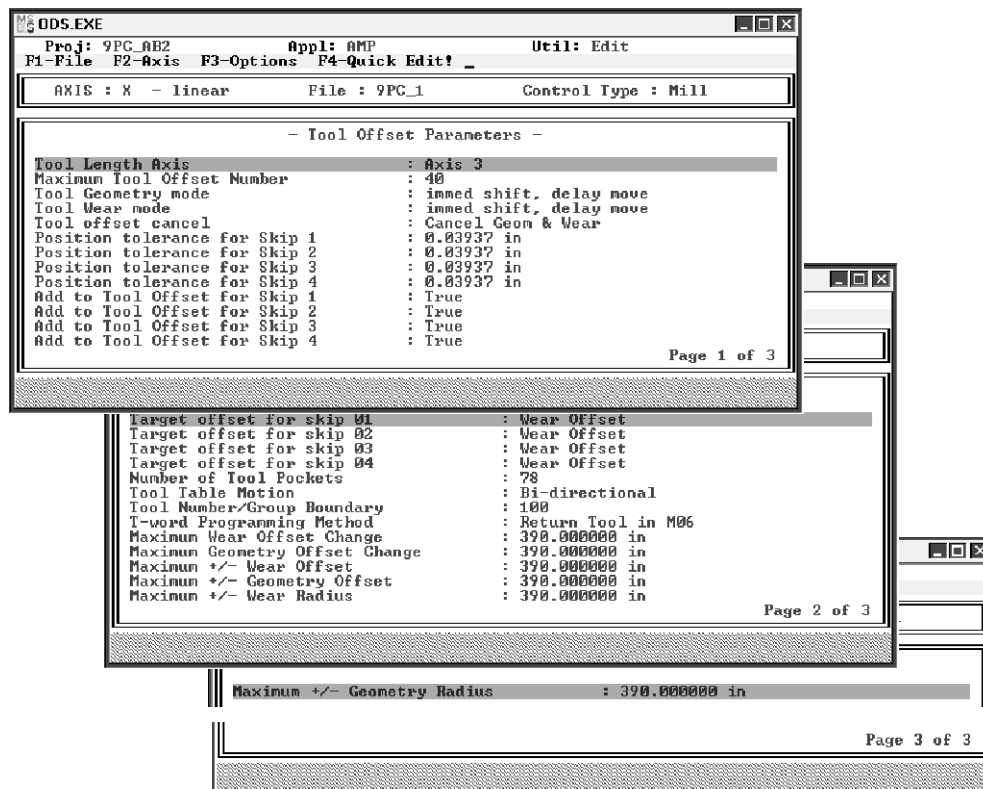 ODS.EXE
Proj: 9PC_AB2 Appl: AMP Util: Edit
F1-File F2-Axis F3-Options F4-Quick Edit! _
AXIS : X - linear File : 9PC_1 Control Type : Mill
- Tool Offset Parameters -
Tool Length Axis : Axis 3
Maximum Tool Offset Number : 40
Tool Geometry mode : immed shift, delay move
Tool Wear mode : immed shift, delay move
Tool offset cancel : Cancel Geom & Wear
Position tolerance for Skip 1 : 0.03937 in
Position tolerance for Skip 2 : 0.03937 in
Position tolerance for Skip 3 : 0.03937 in
Position tolerance for Skip 4 : 0.03937 in
Add to Tool Offset for Skip 1 : True
Add to Tool Offset for Skip 2 : True
Add to Tool Offset for Skip 3 : True
Add to Tool Offset for Skip 4 : True
Page 1 of 3
Target offset for skip 01 : Wear Offset
Target offset for skip 02 : Wear Offset
Target offset for skip 03 : Wear Offset
Target offset for skip 04 : Wear Offset
Number of Tool Pockets : 78
Tool Table Motion : Bi-directional
Tool Number/Group Boundary : 100
T-word Programming Method : Return Tool in M06
Maximum Wear Offset Change : 390.000000 in
Maximum Geometry Offset Change : 390.000000 in
Maximum +/- Wear Offset : 390.000000 in
Maximum +/- Geometry Offset : 390.000000 in
Maximum +/- Wear Radius : 390.000000 in
Page 2 of 3
Maximum +/- Geometry Radius : 390.000000 in
Page 3 of 3